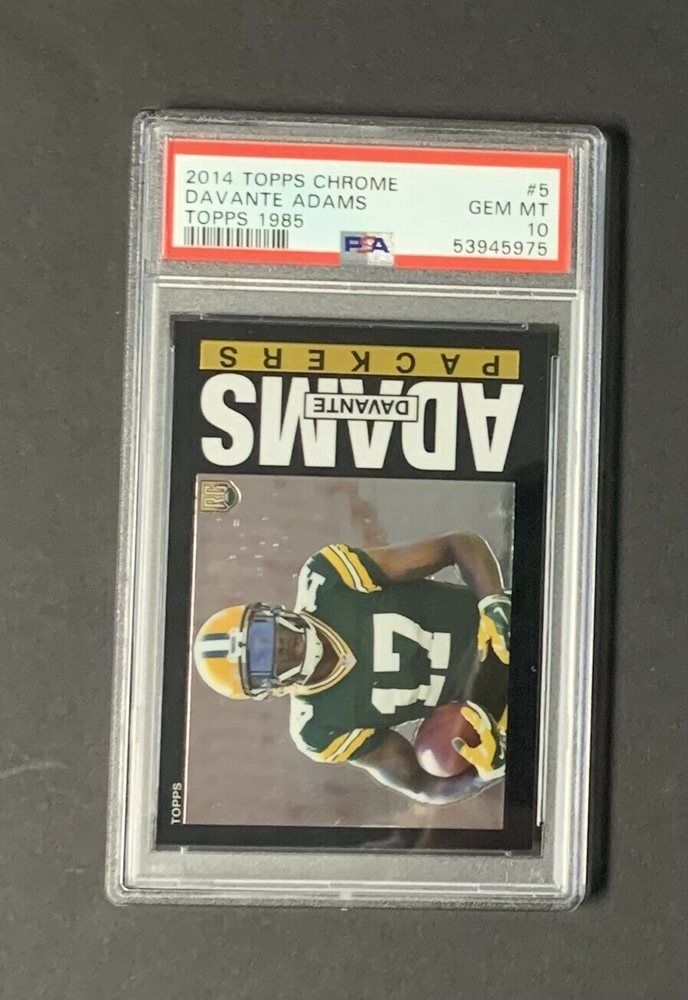 2014 TOPPS CHROME #5
DAVANTE ADAMS GEM MT
TOPPS 1985 10
PSA 53945975
PACKERS
ADAMS
DAVANTE
RC
17
17
TOPPS